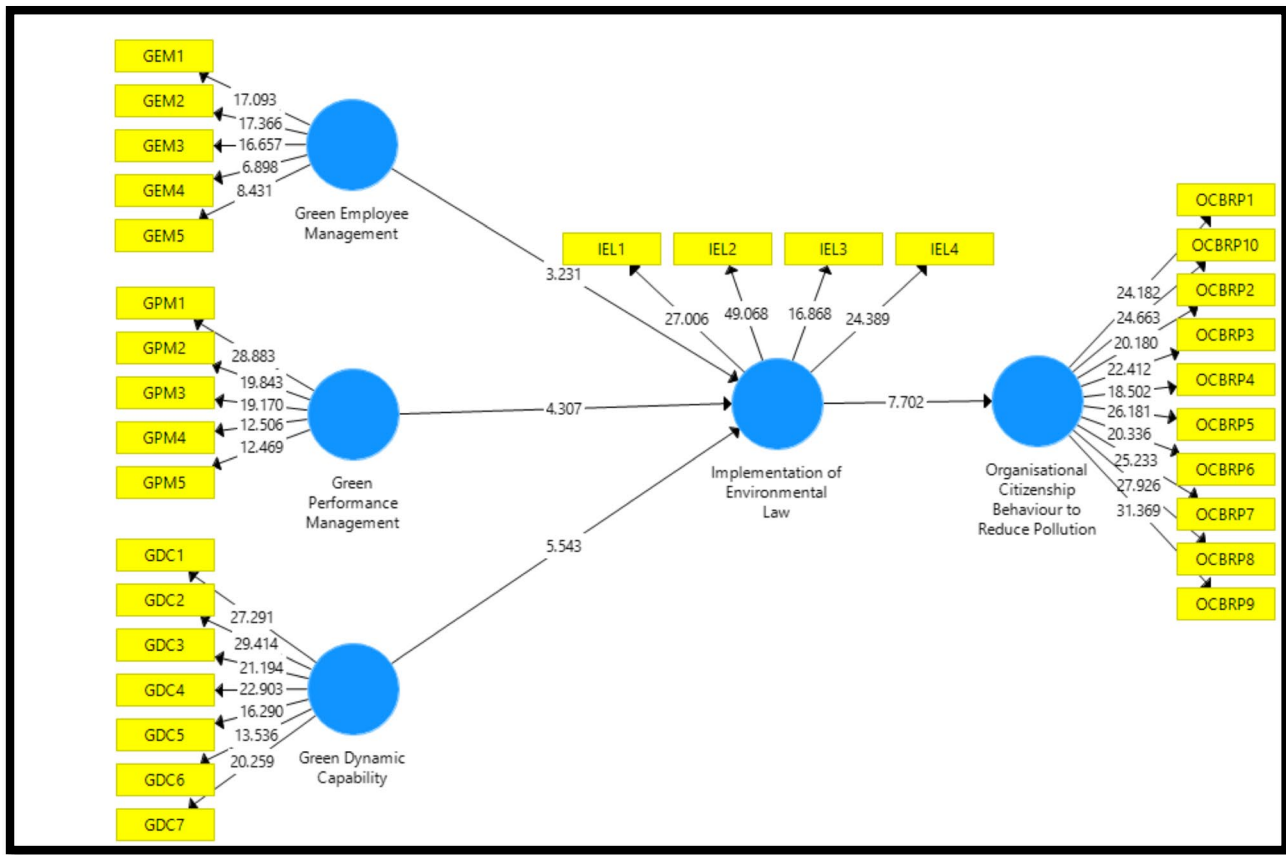 GEM1
GEM2
GEM3
GEM4
GEM5
17.093
17.366
16.657
6.898
8.431
Green Employee
Management
GPM1
GPM2
GPM3
GPM4
GPM5
28.883
19.843
19.170
12.506
12.469
Green
Performance
Management
GDC1
GDC2
GDC3
GDC4
GDC5
GDC6
GDC7
27.291
29.414
21.194
22.903
16.290
13.536
20.259
Green Dynamic
Capability
3.231
4.307
5.543
IEL1
IEL2
IEL3
IEL4
27.006
49.068
16.868
24.389
Implementation of
Environmental
Law
7.702
Organisational
Citizenship
Behaviour to
Reduce Pollution
24.182
24.663
20.180
22.412
18.502
26.181
20.336
25.233
27.926
31.369
OCBRP1
OCBRP10
OCBRP2
OCBRP3
OCBRP4
OCBRP5
OCBRP6
OCBRP7
OCBRP8
OCBRP9